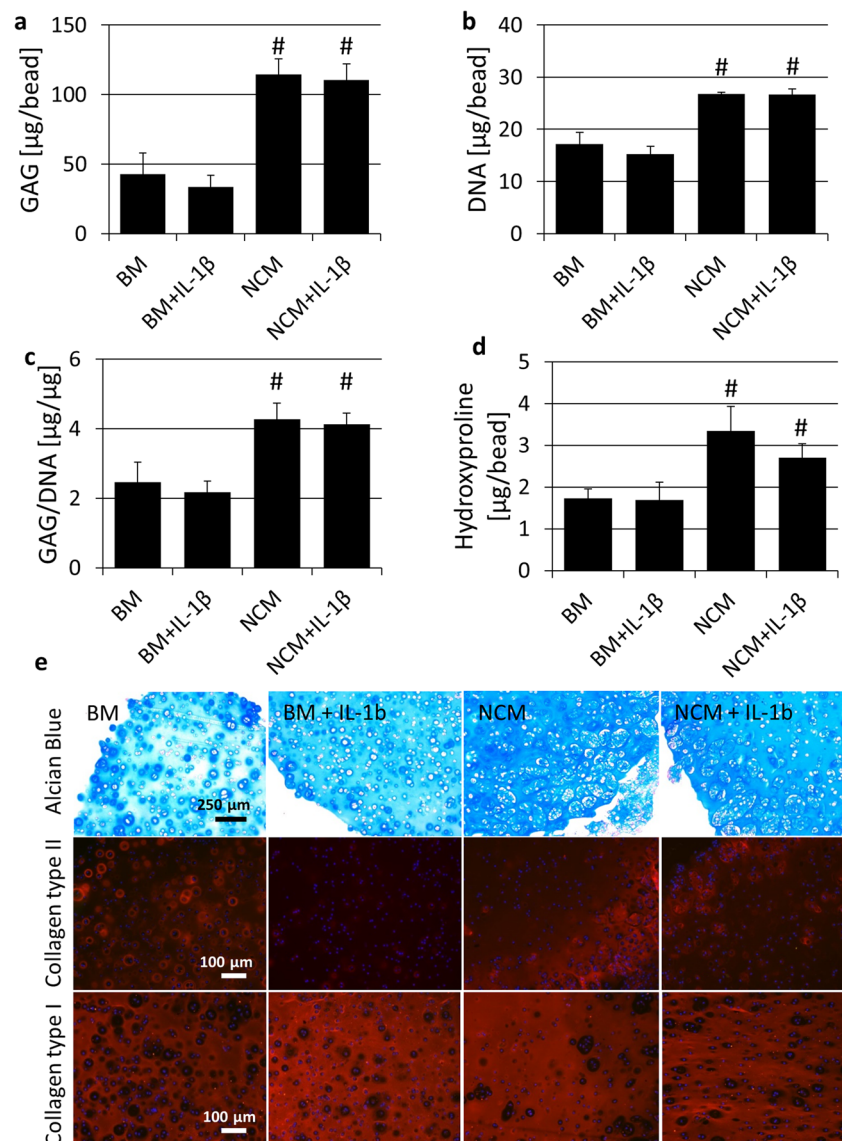 a
GAG [µg/bead]
150
100
50
0
# #
BM
BM+IL-1β
NCM
NCM+IL-1β
b
DNA [µg/bead]
40
30
20
10
0
# #
BM
BM+IL-1β
NCM
NCM+IL-1β
c
GAG/DNA [µg/µg]
6
4
2
0
# #
BM
BM+IL-1β
NCM
NCM+IL-1β
d
Hydroxyproline
[µg/bead]
5
4
3
2
1
0
#
#
BM
BM+IL-1β
NCM
NCM+IL-1β
e
Alcian Blue
BM
BM + IL-1b
NCM
NCM + IL-1b
250 µm
Collagen type II
100 µm
Collagen type I
100 µm